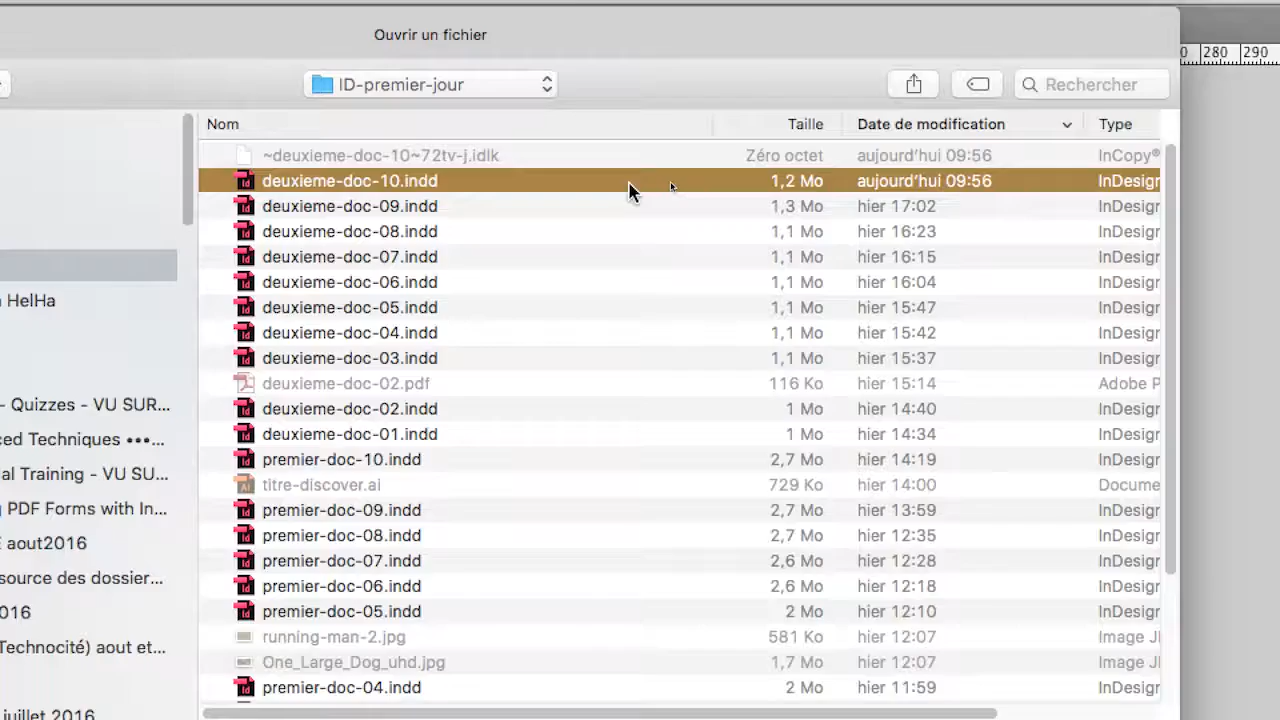 Ouvrir un fichier
0 280 290
ID-premier-jour
Rechercher
Nom Taille Date de modification Type
~deuxieme-doc-10~72tv-j.idlk Zéro octet aujourd'hui 09:56 InCopy®
deuxieme-doc-10.indd 1,2 Mo aujourd'hui 09:56 InDesign
deuxieme-doc-09.indd 1,3 Mo hier 17:02 InDesign
deuxieme-doc-08.indd 1,1 Mo hier 16:23 InDesign
deuxieme-doc-07.indd 1,1 Mo hier 16:15 InDesign
deuxieme-doc-06.indd 1,1 Mo hier 16:04 InDesign
HelHa
deuxieme-doc-05.indd 1,1 Mo hier 15:47 InDesign
deuxieme-doc-04.indd 1,1 Mo hier 15:42 InDesign
deuxieme-doc-03.indd 1,1 Mo hier 15:37 InDesign
deuxieme-doc-02.pdf 116 Ko hier 15:14 Adobe P
- Quizzes - VU SUR...
deuxieme-doc-02.indd 1 Mo hier 14:40 InDesign
ced Techniques •••...
deuxieme-doc-01.indd 1 Mo hier 14:34 InDesign
premier-doc-10.indd 2,7 Mo hier 14:19 InDesign
al Training - VU SU...
titre-discover.ai 729 Ko hier 14:00 Docume
PDF Forms with In...
premier-doc-09.indd 2,7 Mo hier 13:59 InDesign
aout2016
premier-doc-08.indd 2,7 Mo hier 12:35 InDesign
premier-doc-07.indd 2,6 Mo hier 12:28 InDesign
source des dossier...
premier-doc-06.indd 2,6 Mo hier 12:18 InDesign
016
premier-doc-05.indd 2 Mo hier 12:10 InDesign
running-man-2.jpg 581 Ko hier 12:07 Image J
Technocité) aout et...
One_Large_Dog_uhd.jpg 1,7 Mo hier 12:07 Image J
premier-doc-04.indd 2 Mo hier 11:59 InDesign
juillet 2016